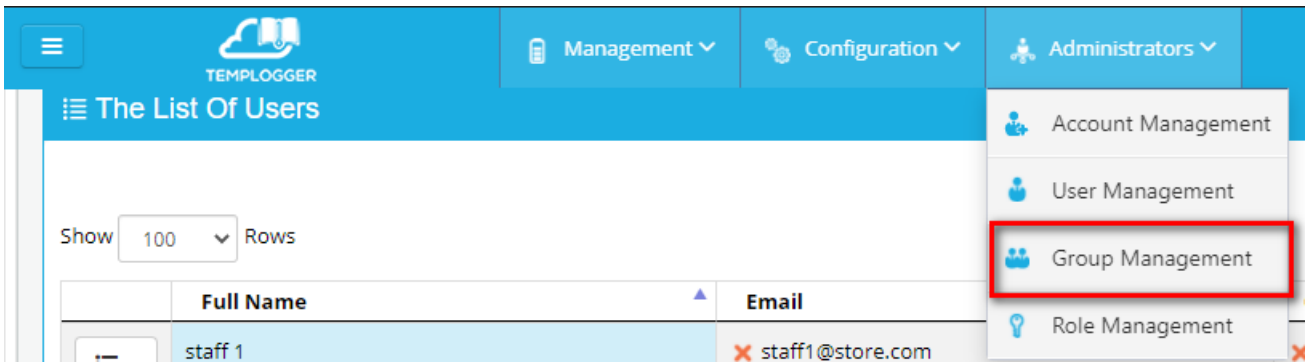 Management
Configuration
Administrators
TEMPLOGGER
The List Of Users
Account Management
User Management
Show 100 Rows
Group Management
Full Name
Email
Role Management
staff 1
staff1@store.com